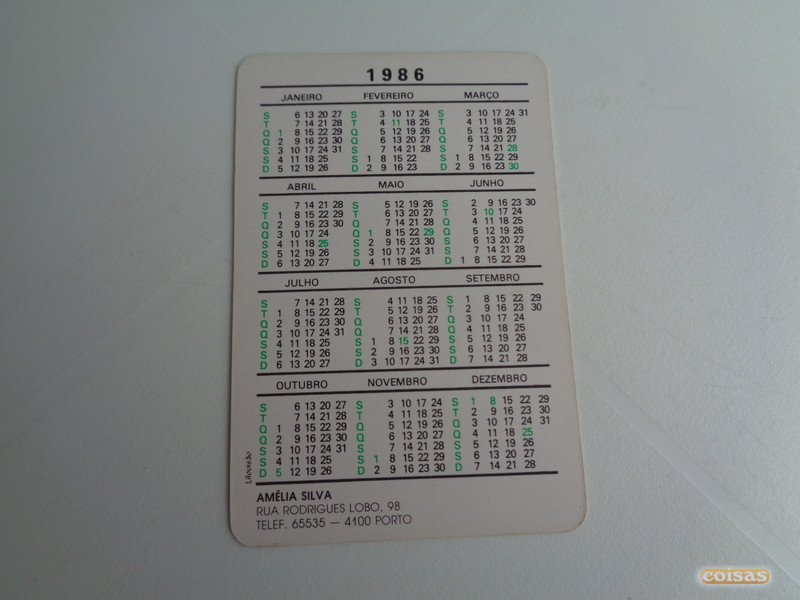 1986
JANEIRO FEVEREIRO MARÇO
S 6 13 20 27 S 3 10 17 24 S 3 10 17 24 31
T 7 14 21 28 T 4 11 18 25 T 4 11 18 25
Q 1 8 15 22 29 Q 5 12 19 26 Q 5 12 19 26
Q 2 9 16 23 30 Q 6 13 20 27 Q 6 13 20 27
S 3 10 17 24 31 S 7 14 21 28 S 7 14 21 28
S 4 11 18 25 S 1 8 15 22 S 1 8 15 22 29
D 5 12 19 26 D 2 9 16 23 D 2 9 16 23 30
ABRIL MAIO JUNHO
S 7 14 21 28 S 5 12 19 26 S 2 9 16 23 30
T 1 8 15 22 29 T 6 13 20 27 T 3 10 17 24
Q 2 9 16 23 30 Q 7 14 21 28 Q 4 11 18 25
Q 3 10 17 24 Q 1 8 15 22 29 Q 5 12 19 26
S 4 11 18 25 S 2 9 16 23 30 S 6 13 20 27
S 5 12 19 26 S 3 10 17 24 31 S 7 14 21 28
D 6 13 20 27 D 4 11 18 25 D 1 8 15 22 29
JULHO AGOSTO SETEMBRO
S 7 14 21 28 S 4 11 18 25 S 1 8 15 22 29
T 1 8 15 22 29 T 5 12 19 26 T 2 9 16 23 30
Q 2 9 16 23 30 Q 6 13 20 27 Q 3 10 17 24
Q 3 10 17 24 31 Q 7 14 21 28 Q 4 11 18 25
S 4 11 18 25 S 1 8 15 22 29 S 5 12 19 26
S 5 12 19 26 S 2 9 16 23 30 S 6 13 20 27
D 6 13 20 27 D 3 10 17 24 31 D 7 14 21 28
OUTUBRO NOVEMBRO DEZEMBRO
S 6 13 20 27 S 3 10 17 24 S 1 8 15 22 29
T 7 14 21 28 T 4 11 18 25 T 2 9 16 23 30
Q 1 8 15 22 29 Q 5 12 19 26 Q 3 10 17 24 31
Q 2 9 16 23 30 Q 6 13 20 27 Q 4 11 18 25
S 3 10 17 24 31 S 7 14 21 28 S 5 12 19 26
S 4 11 18 25 S 1 8 15 22 29 S 6 13 20 27
D 5 12 19 26 D 2 9 16 23 30 D 7 14 21 28
AMÉLIA SILVA
RUA RODRIGUES LOBO, 98
TELEF. 65535 — 4100 PORTO
coisas